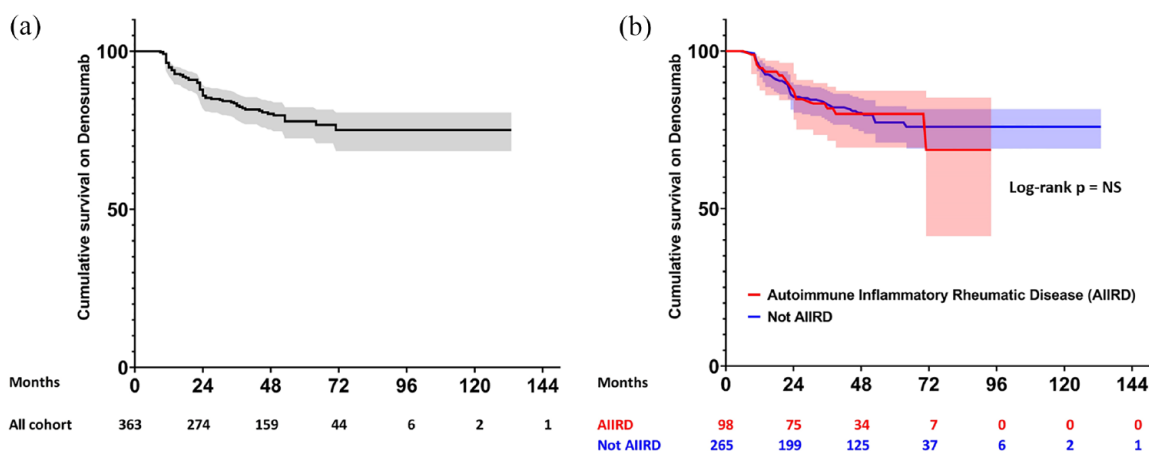 (a)
Cumulative survival on Denosumab
100
50
0
0 24 48 72 96 120 144
Months
All cohort 363 274 159 44 6 2 1
(b)
Cumulative survival on Denosumab
100
50
0
Log-rank p = NS
Autoimmune Inflammatory Rheumatic Disease (AIIRD)
Not AIIRD
0 24 48 72 96 120 144
Months
AIIRD 98 75 34 7 0 0 0
Not AIIRD 265 199 125 37 6 2 1